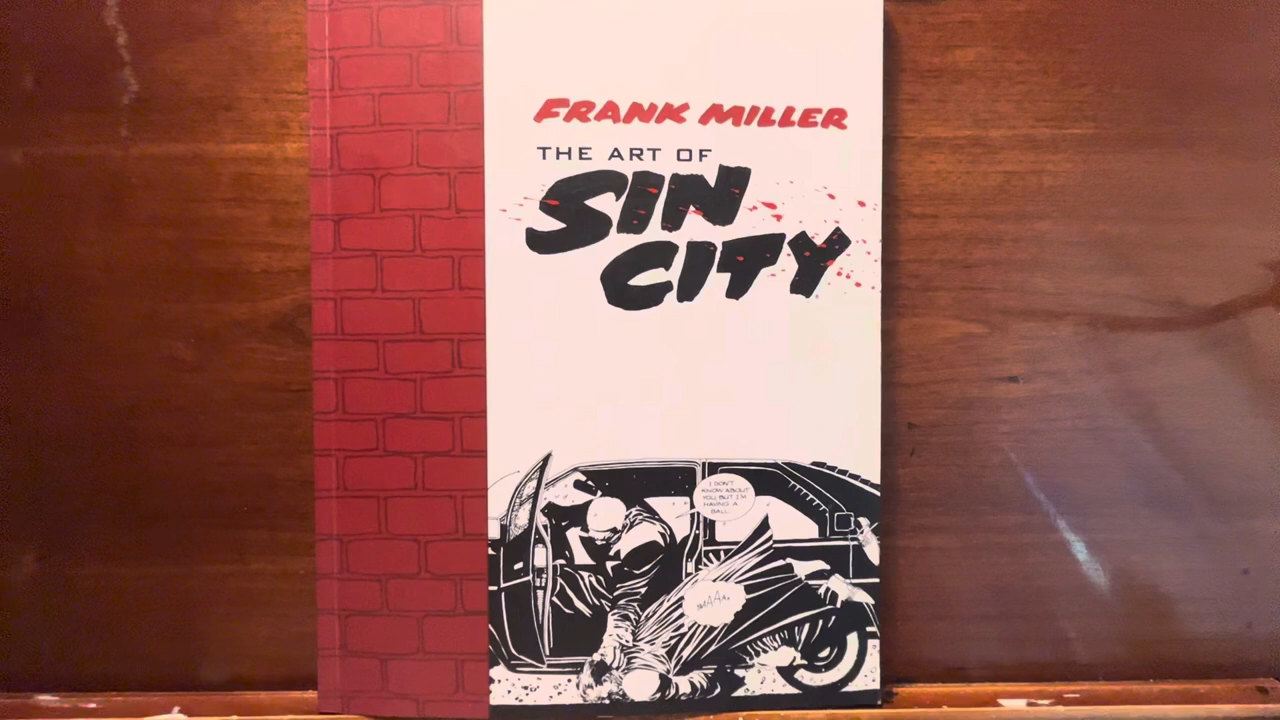 FRANK MILLER
THE ART OF
SIN
CITY
I DON'T
KNOW ABOUT
YOU, BUT I'M
HAVING A
BALL.